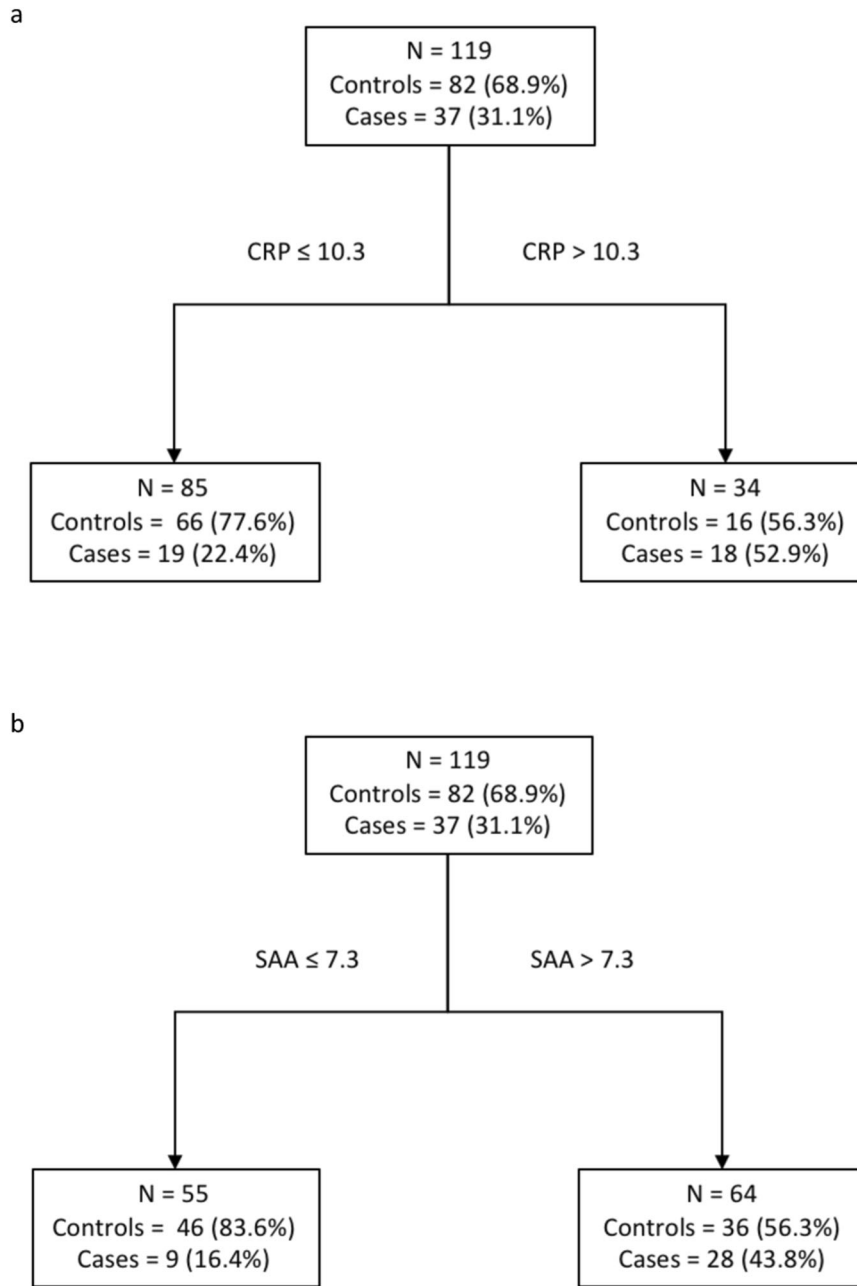 a
N = 119
Controls = 82 (68.9%)
Cases = 37 (31.1%)
CRP ≤ 10.3
CRP > 10.3
N = 85
Controls =  66 (77.6%)
Cases = 19 (22.4%)
N = 34
Controls = 16 (56.3%)
Cases = 18 (52.9%)
b
N = 119
Controls = 82 (68.9%)
Cases = 37 (31.1%)
SAA ≤ 7.3
SAA > 7.3
N = 55
Controls =  46 (83.6%)
Cases = 9 (16.4%)
N = 64
Controls = 36 (56.3%)
Cases = 28 (43.8%)